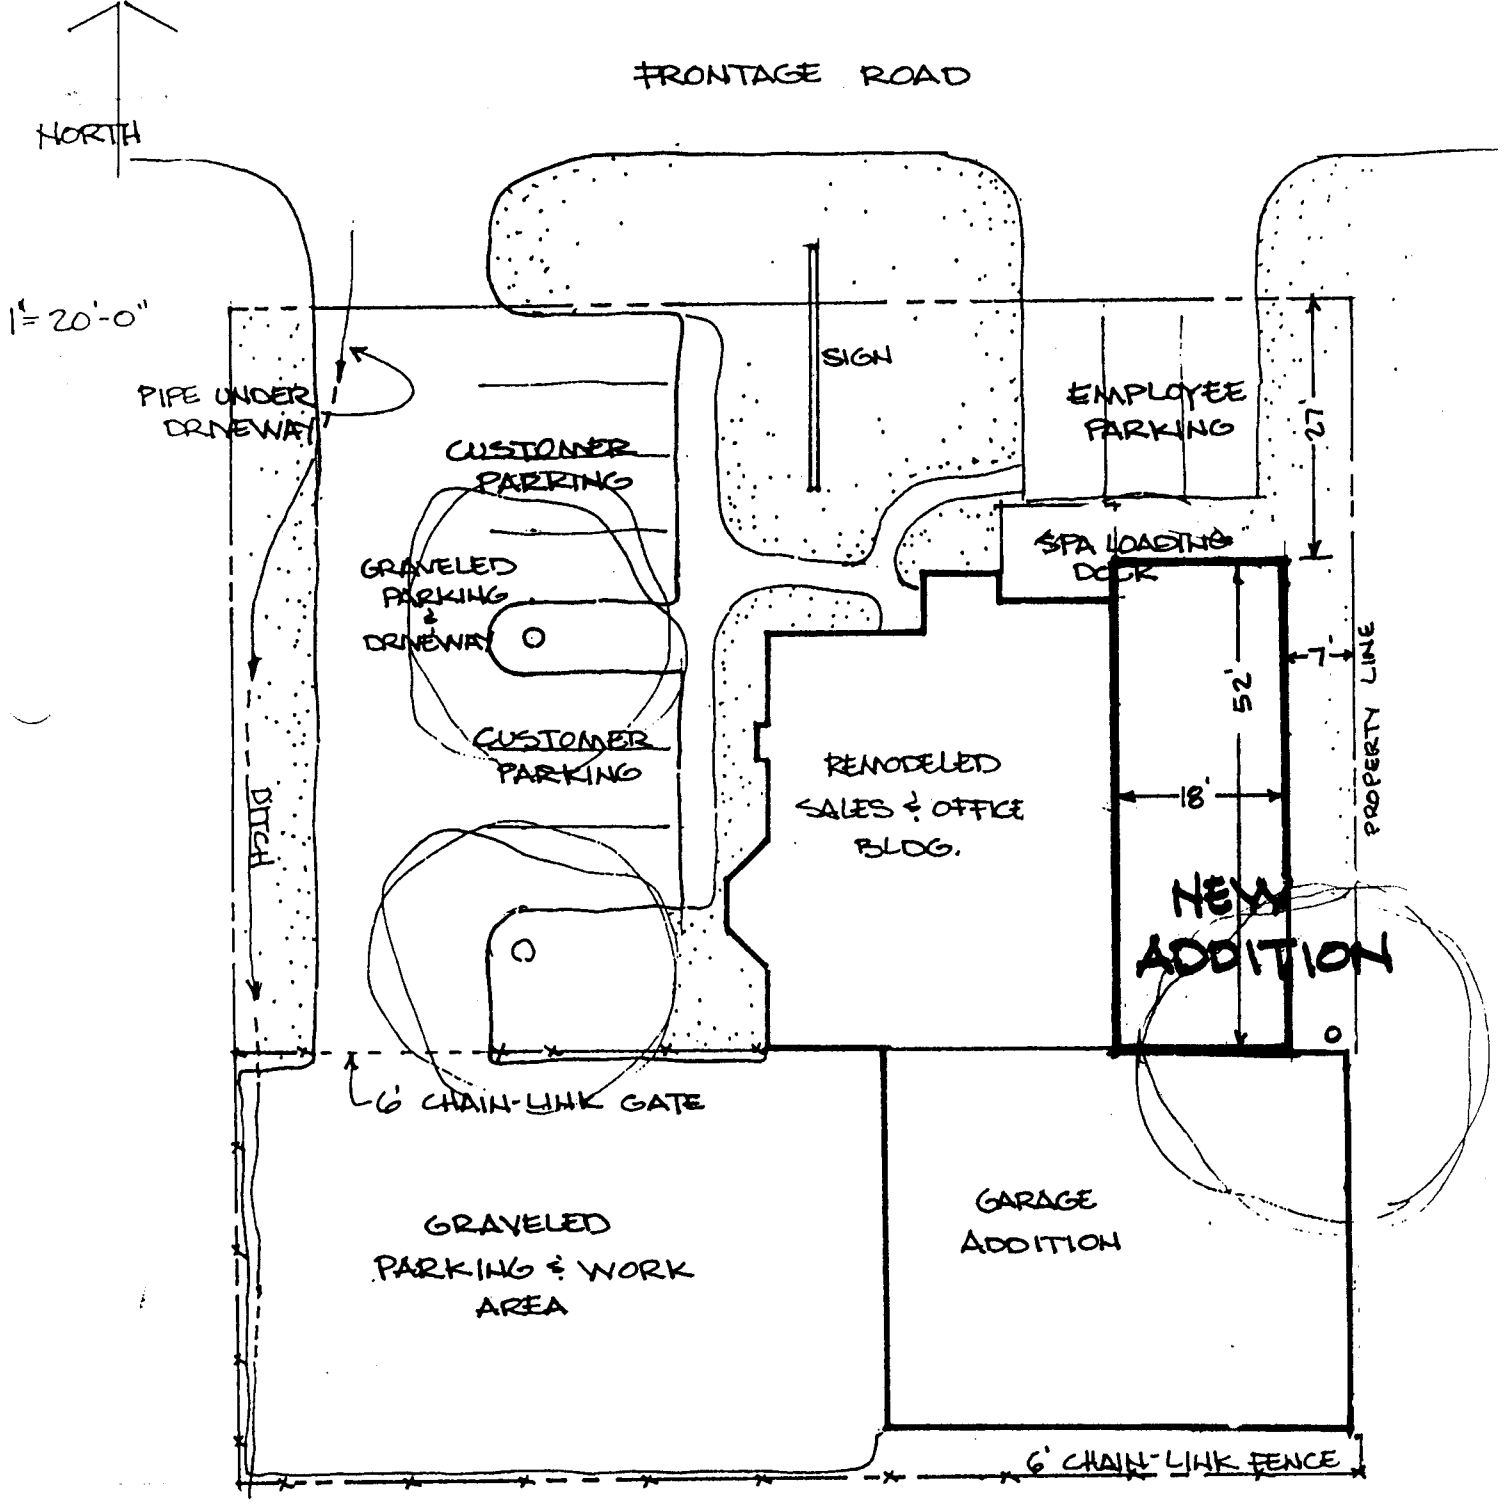 FRONTAGE ROAD
NORTH
1"= 20'-0"
SIGN
PIPE UNDER
DRIVEWAY
EMPLOYEE
PARKING
27'
CUSTOMER
PARKING
SPA LOADING
DOCK
GRAVELED
PARKING
&
DRIVEWAY
7'
PROPERTY LINE
52'
CUSTOMER
PARKING
REMODELED
SALES & OFFICE
BLDG.
18'
DITCH
NEW
ADDITION
6' CHAIN-LINK GATE
GARAGE
ADDITION
GRAVELED
PARKING & WORK
AREA
6' CHAIN-LINK FENCE